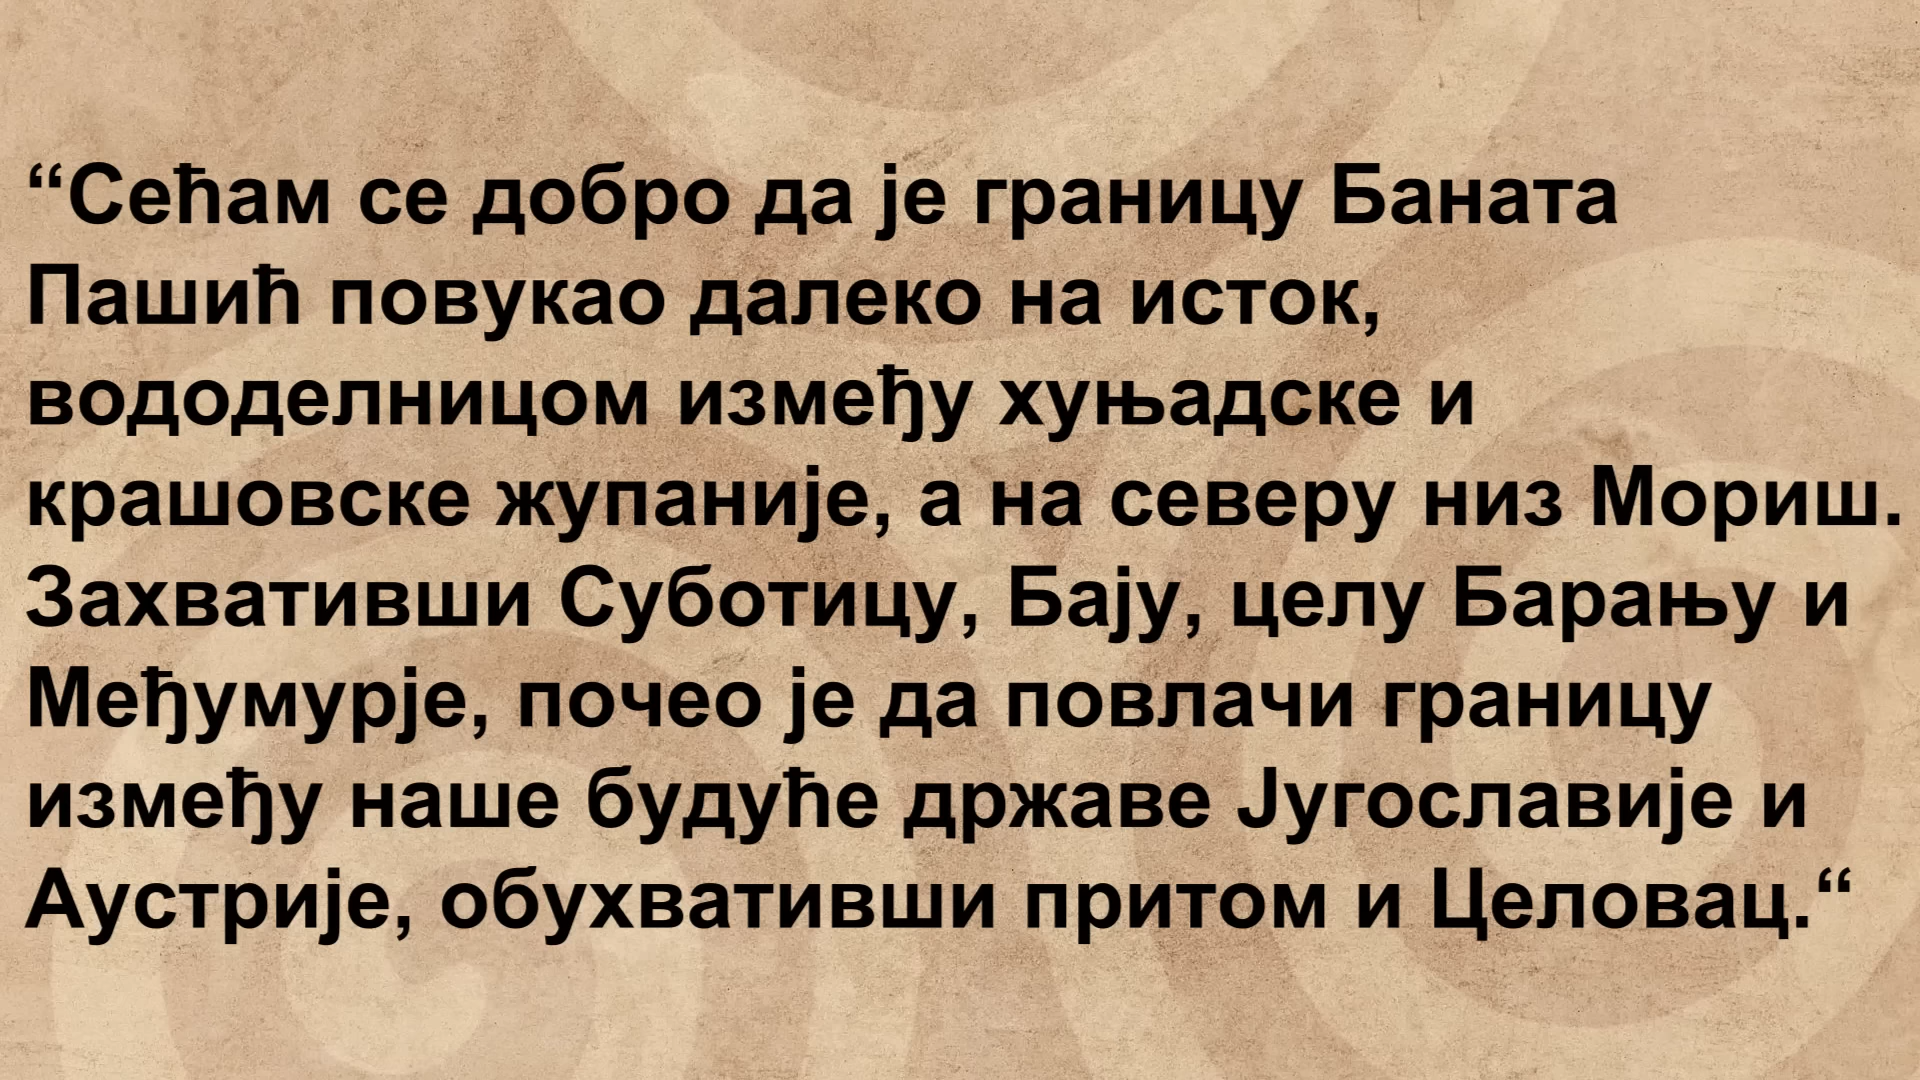 “Сећам се добро да је границу Баната
Пашић повукао далеко на исток,
вододелницом између хуњадске и
крашовске жупаније, а на северу низ Мориш.
Захвативши Суботицу, Бају, целу Барању и
Међумурје, почео је да повлачи границу
између наше будуће државе Југославије и
Аустрије, обухвативши притом и Целовац.“